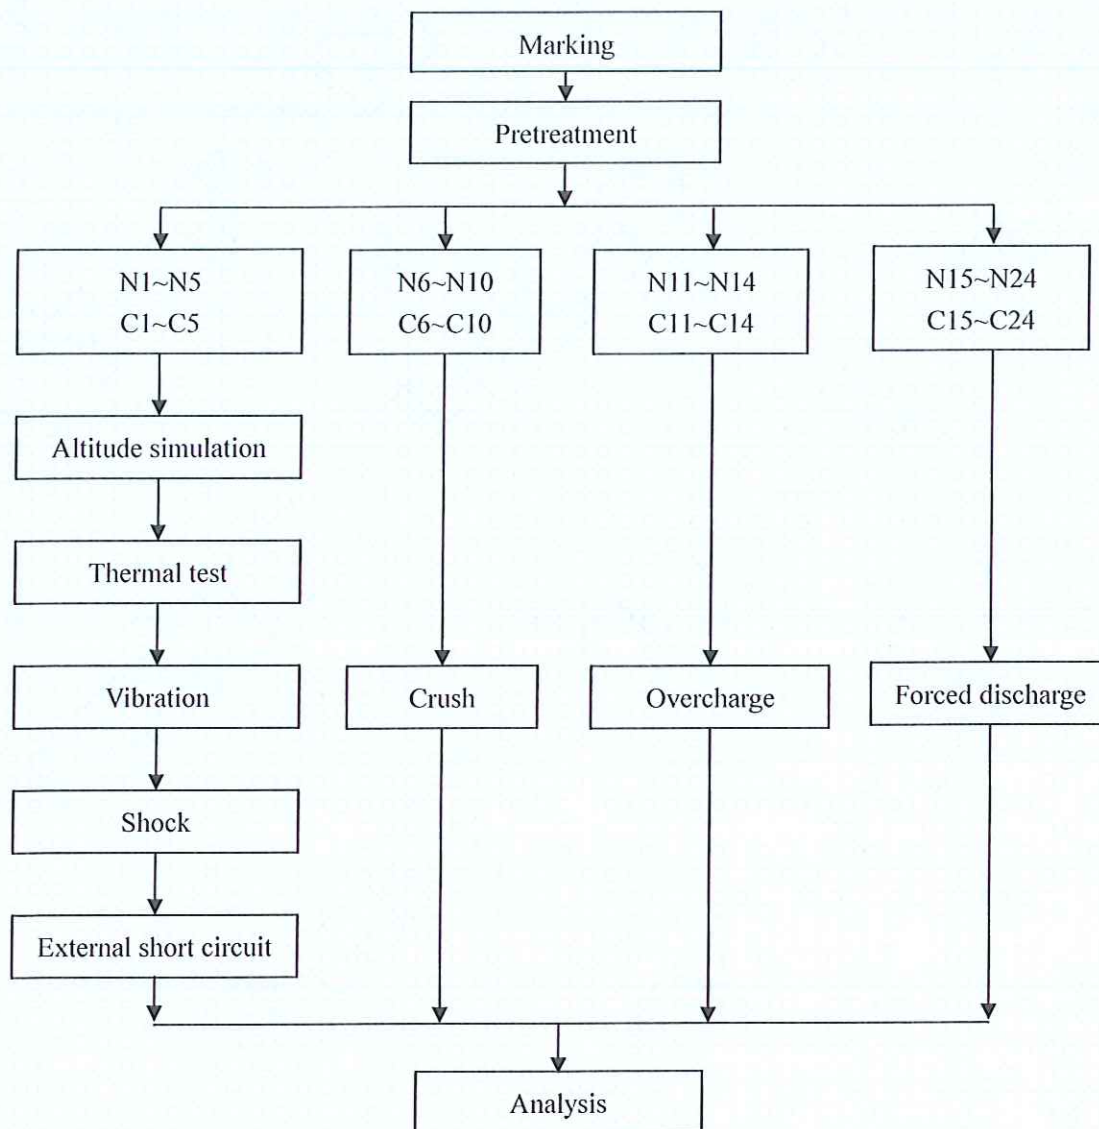 Marking
Pretreatment
N1~N5
C1~C5
N6~N10
C6~C10
N11~N14
C11~C14
N15~N24
C15~C24
Altitude simulation
Thermal test
Vibration
Crush
Overcharge
Forced discharge
Shock
External short circuit
Analysis